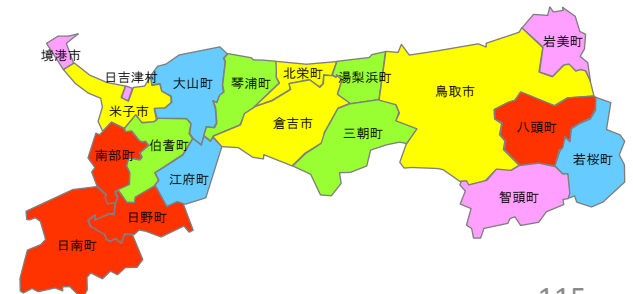 境港市
岩美町
日吉津村
大山町
琴浦町
北栄町
湯梨浜町
鳥取市
米子市
倉吉市
三朝町
八頭町
南部町
伯耆町
若桜町
江府町
智頭町
日野町
日南町
115